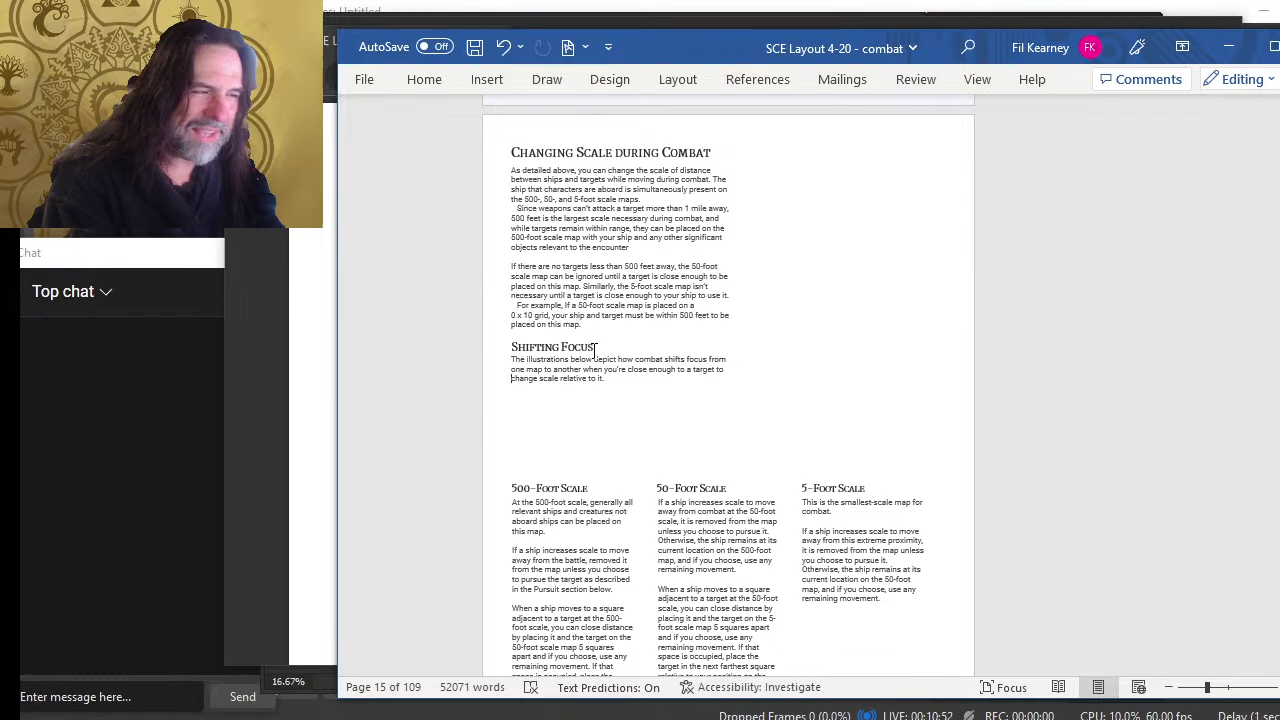 Untitled
AutoSave Off
SCE Layout 4-20 - combat
Fil Kearney FK
File Home Insert Draw Design Layout References Mailings Review View Help Comments Editing
Chat
Top chat
Enter message here...
Send
16.67%
CHANGING SCALE DURING COMBAT
As detailed above, you can change the scale of distance
between ships and targets while moving during combat. The
ship that characters are aboard is simultaneously present on
the 500-, 50-, and 5-foot scale maps.
Since weapons can't attack a target more than 1 mile away,
500 feet is the largest scale necessary during combat, and
while targets remain within range, they can be placed on the
500-foot scale map with your ship and any other significant
objects relevant to the encounter
If there are no targets less than 500 feet away, the 50-foot
scale map can be ignored until a target is close enough to be
placed on this map. Similarly, the 5-foot scale map isn't
necessary until a target is close enough to your ship to use it.
For example, If a 50-foot scale map is placed on a
0 x 10 grid, your ship and target must be within 500 feet to be
placed on this map.
SHIFTING FOCUS
The illustrations below depict how combat shifts focus from
one map to another when you're close enough to a target to
change scale relative to it.
500-FOOT SCALE
At the 500-foot scale, generally all
relevant ships and creatures not
aboard ships can be placed on
this map.
If a ship increases scale to move
away from the battle, removed it
from the map unless you choose
to pursue the target as described
in the Pursuit section below.
When a ship moves to a square
adjacent to a target at the 500-
foot scale, you can close distance
by placing it and the target on the
50-foot scale map 5 squares
apart and if you choose, use any
remaining movement. If that
space is occupied, place the
50-FOOT SCALE
If a ship increases scale to move
away from combat at the 50-foot
scale, it is removed from the map
unless you choose to pursue it.
Otherwise, the ship remains at its
current location on the 500-foot
map, and if you choose, use any
remaining movement.
When a ship moves to a square
adjacent to a target at the 50-foot
scale, you can close distance by
placing it and the target on the 5-
foot scale map 5 squares apart
and if you choose, use any
remaining movement. If that
space is occupied, place the
target in the next farthest square
5-FOOT SCALE
This is the smallest-scale map for
combat.
If a ship increases scale to move
away from this extreme proximity,
it is removed from the map unless
you choose to pursue it.
Otherwise, the ship remains at its
current location on the 50-foot
map, and if you choose, use any
remaining movement.
Page 15 of 109 52071 words Text Predictions: On Accessibility: Investigate Focus
Dropped Frames 0 (0.0%) LIVE: 00:10:52 REC: 00:00:00 CPU: 10.0%, 60.00 fps Delay (1 sec